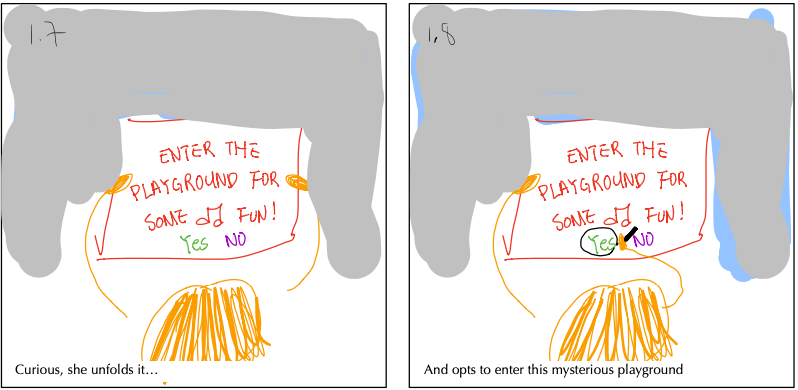 1.7
ENTER THE
PLAYGROUND FOR
SOME ♫ FUN!
Yes NO
Curious, she unfolds it...
1.8
ENTER THE
PLAYGROUND FOR
SOME ♫ FUN!
Yes NO
And opts to enter this mysterious playground